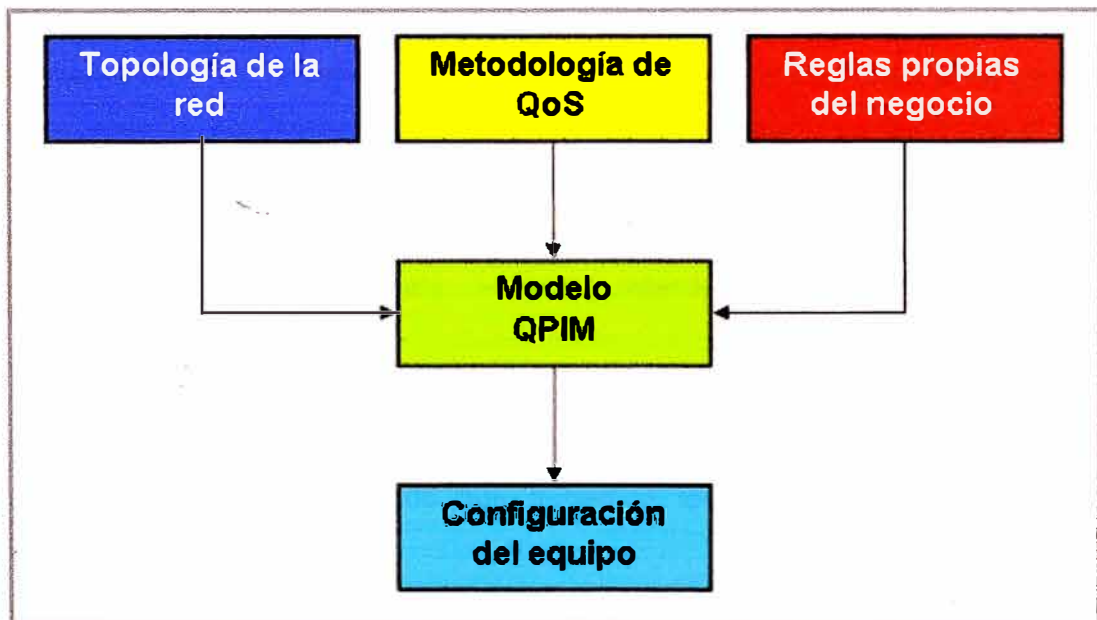 Topología de la
red
Metodología de
QoS
Reglas propias
del negocio
Modelo
QPIM
Configuración
del equipo